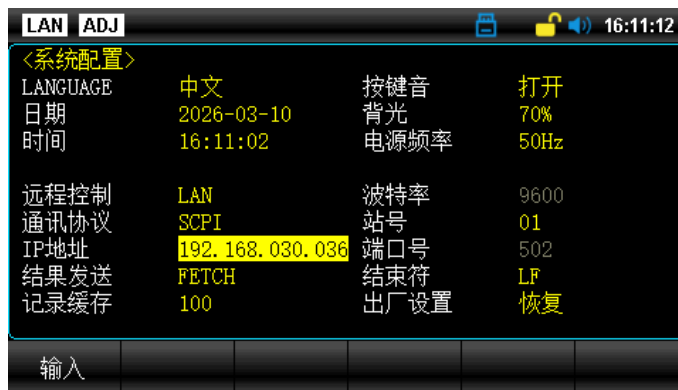 LAN ADJ 16:11:12
<系统配置>
LANGUAGE 中文 按键音 打开
日期 2026-03-10 背光 70%
时间 16:11:02 电源频率 50Hz
远程控制 LAN 波特率 9600
通讯协议 SCPI 站号 01
IP地址 192.168.030.036 端口号 502
结果发送 FETCH 结束符 LF
记录缓存 100 出厂设置 恢复
输入